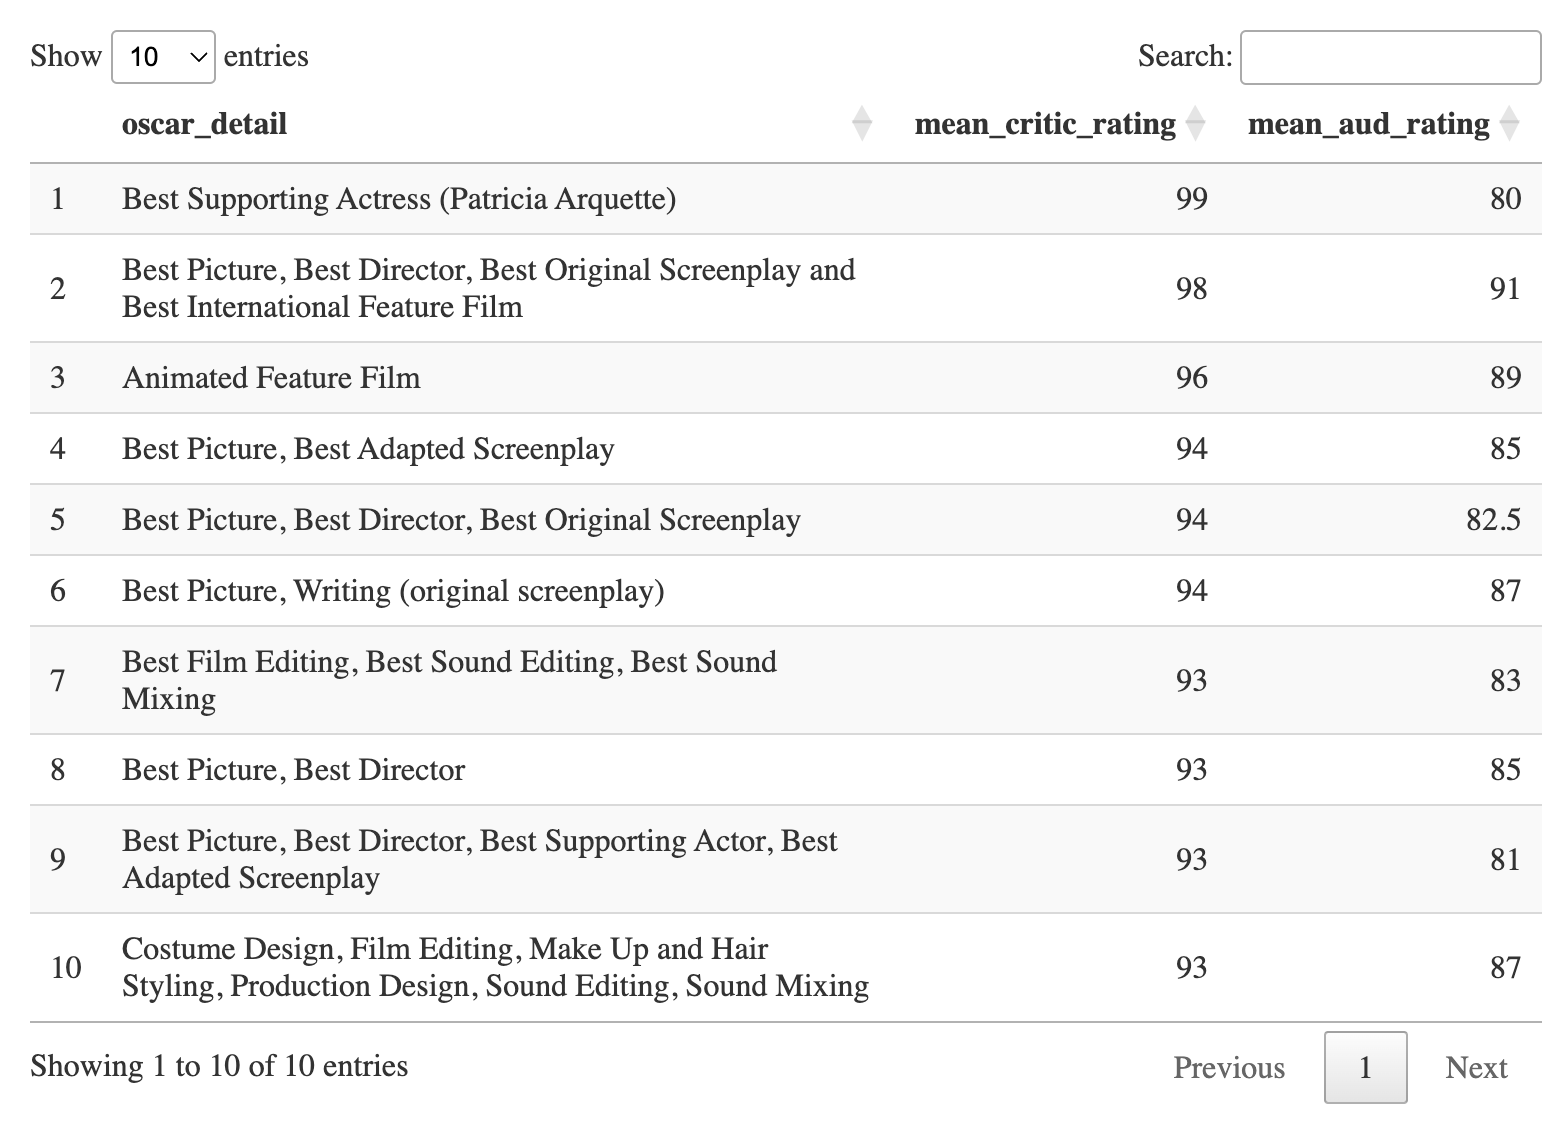 Show 10 entries Search:
oscar_detail mean_critic_rating mean_aud_rating
1 Best Supporting Actress (Patricia Arquette) 99 80
2 Best Picture, Best Director, Best Original Screenplay and
Best International Feature Film 98 91
3 Animated Feature Film 96 89
4 Best Picture, Best Adapted Screenplay 94 85
5 Best Picture, Best Director, Best Original Screenplay 94 82.5
6 Best Picture, Writing (original screenplay) 94 87
7 Best Film Editing, Best Sound Editing, Best Sound
Mixing 93 83
8 Best Picture, Best Director 93 85
9 Best Picture, Best Director, Best Supporting Actor, Best
Adapted Screenplay 93 81
10 Costume Design, Film Editing, Make Up and Hair
Styling, Production Design, Sound Editing, Sound Mixing 93 87
Showing 1 to 10 of 10 entries Previous 1 Next